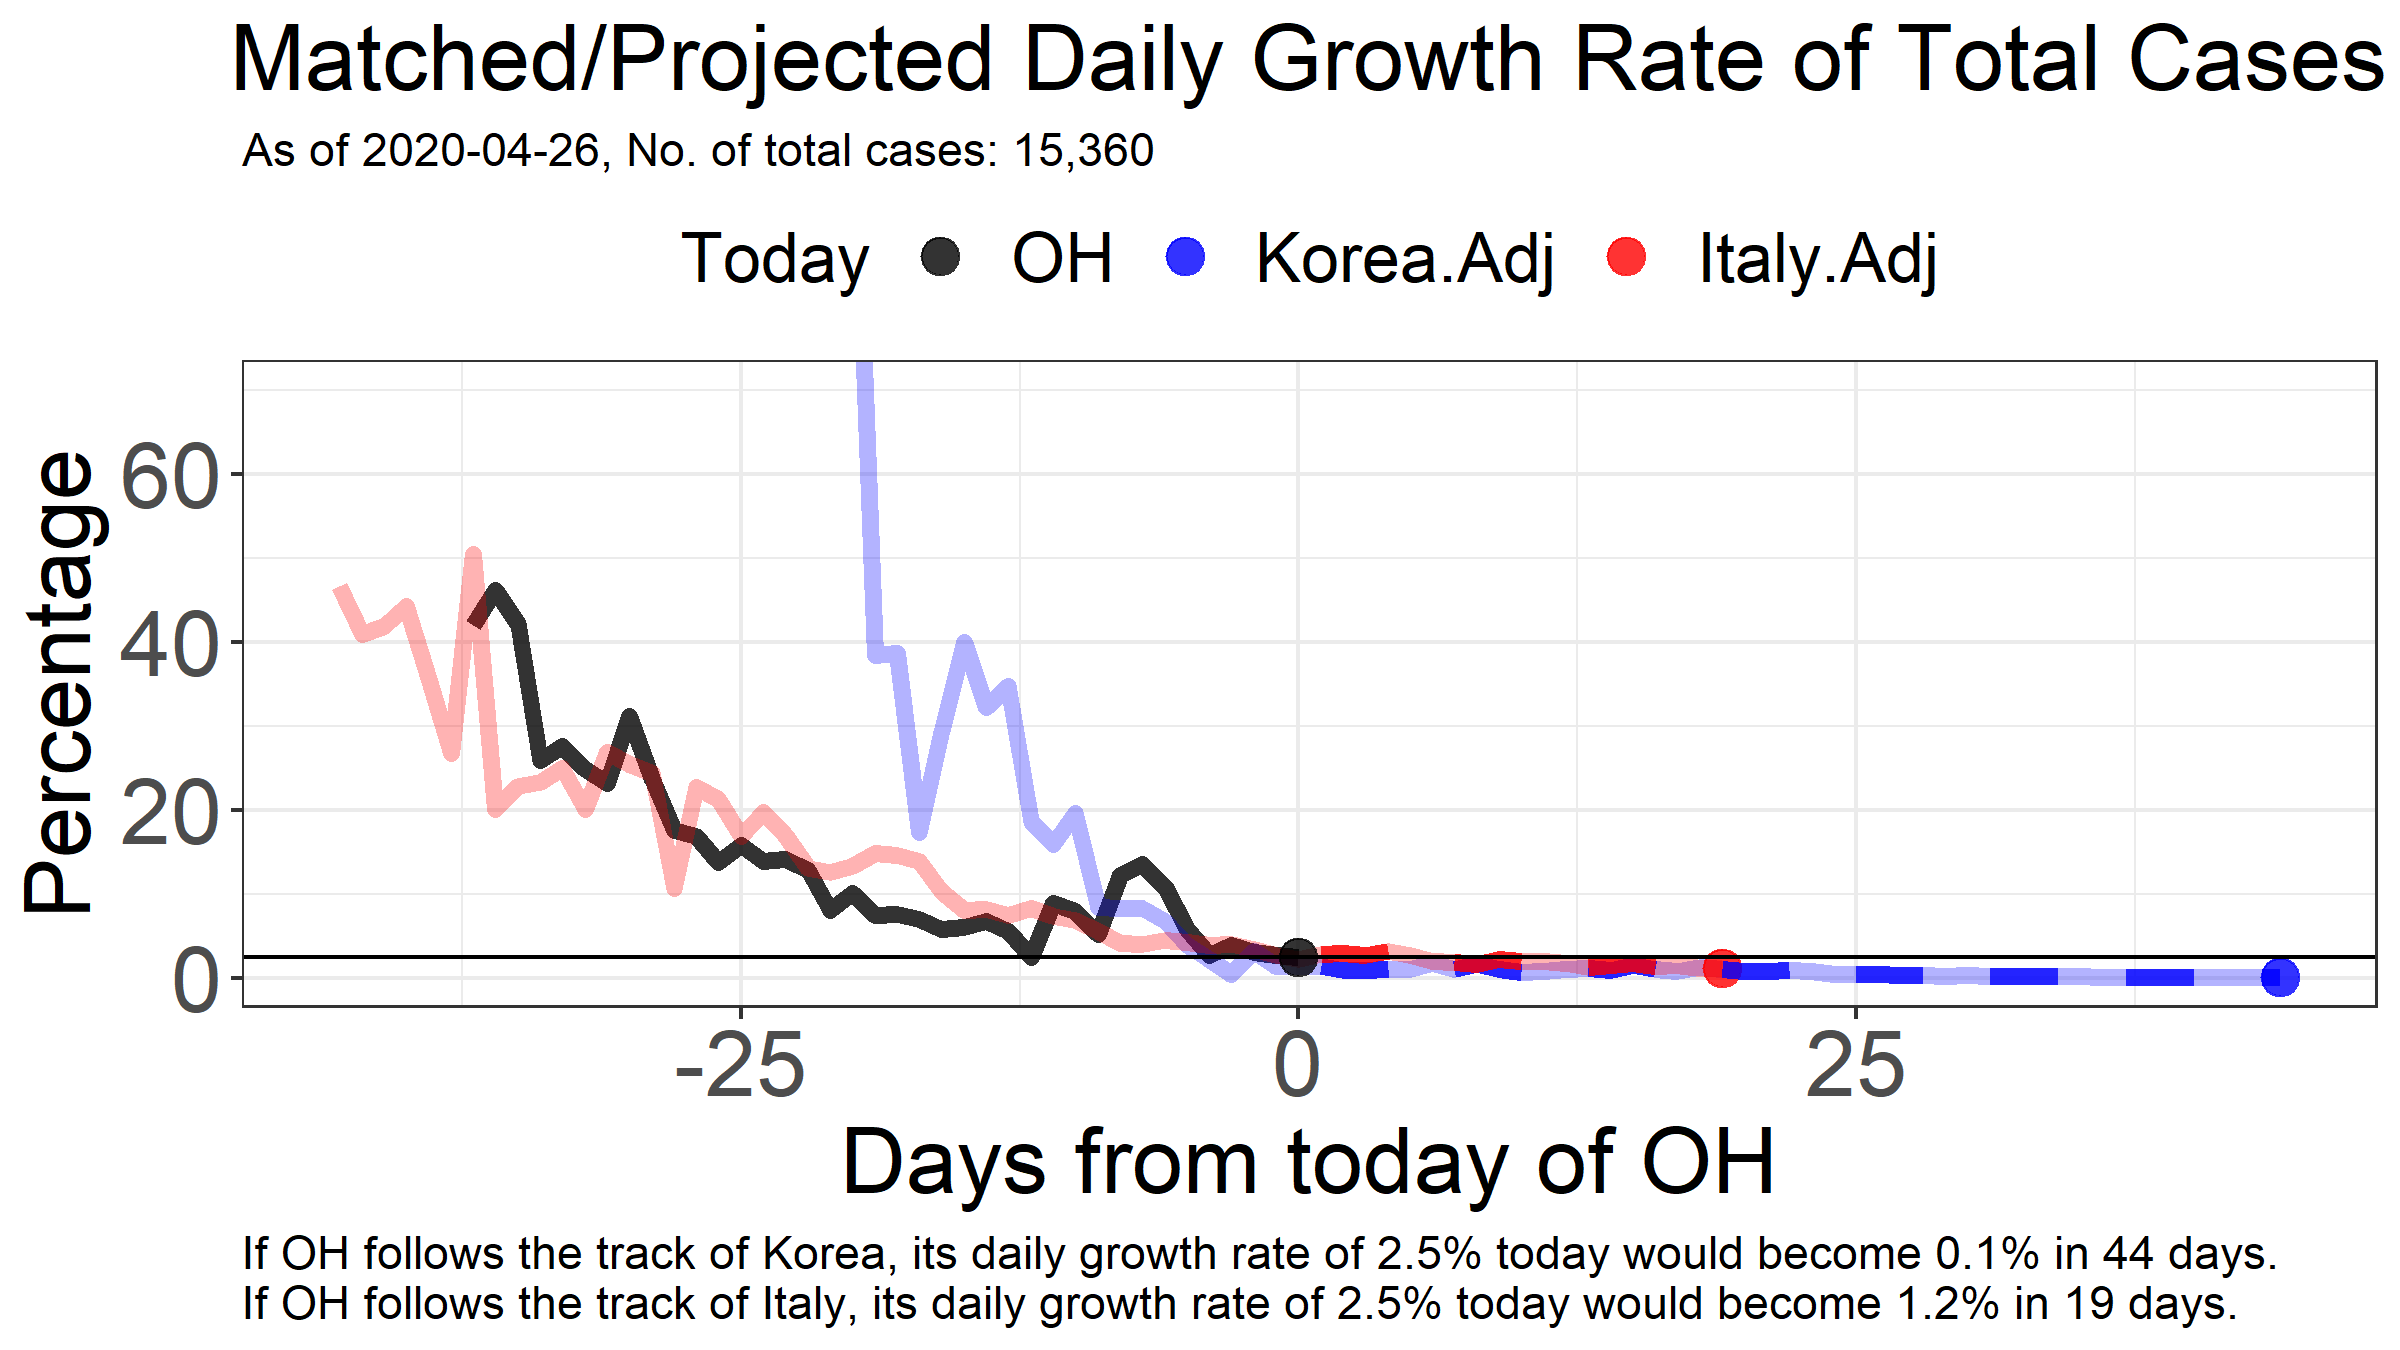 Matched/Projected Daily Growth Rate of Total Cases
As of 2020-04-26, No. of total cases: 15,360
Today OH Korea.Adj Italy.Adj
Percentage
60
40
20
0
-25 0 25
Days from today of OH
If OH follows the track of Korea, its daily growth rate of 2.5% today would become 0.1% in 44 days.
If OH follows the track of Italy, its daily growth rate of 2.5% today would become 1.2% in 19 days.